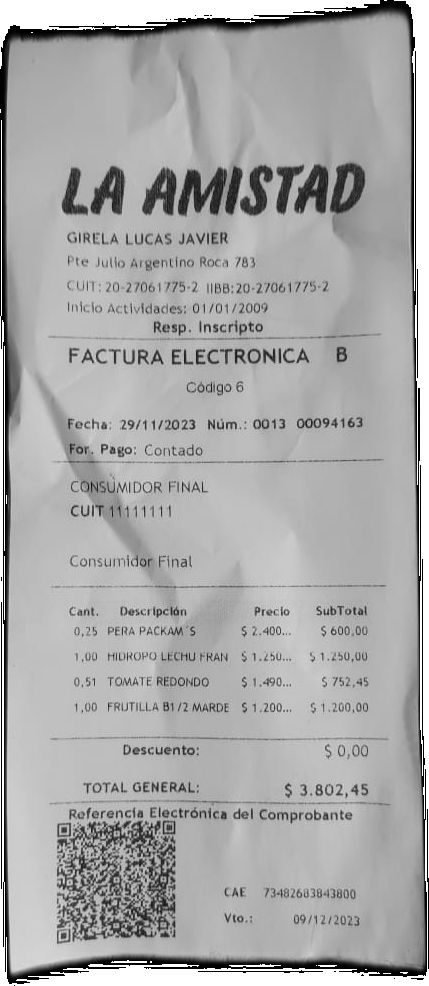 LA AMISTAD
GIRELA LUCAS JAVIER
Pte Julio Argentino Roca 783
CUIT: 20-27061775-2 IIBB:20-27061775-2
Inicio Actividades: 01/01/2009
Resp. Inscripto
FACTURA ELECTRONICA B
Código 6
Fecha: 29/11/2023 Núm.: 0013 00094163
For. Pago: Contado
CONSUMIDOR FINAL
CUIT 11111111
Consumidor Final
Cant. Descripción Precio SubTotal
0,25 PERA PACKAM´S $ 2.400... $ 600,00
1,00 HIDROPO LECHU FRAN $ 1.250... $ 1.250,00
0,51 TOMATE REDONDO $ 1.490... $ 752,45
1,00 FRUTILLA B1/2 MARDE $ 1.200... $ 1.200,00
Descuento: $ 0,00
TOTAL GENERAL: $ 3.802,45
Referencia Electrónica del Comprobante
CAE 73482683843800
Vto.: 09/12/2023